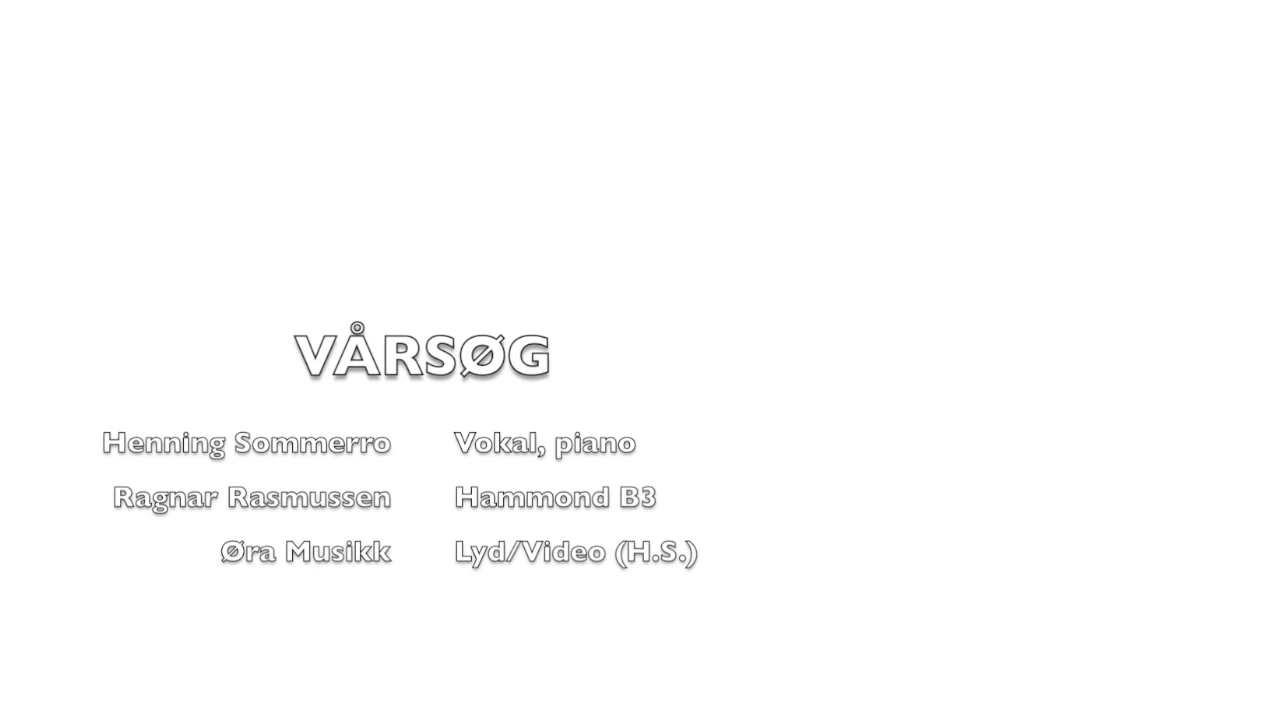 VÅRSØG
Henning Sommerro Vokal, piano
Ragnar Rasmussen Hammond B3
Øra Musikk Lyd/Video (H.S.)